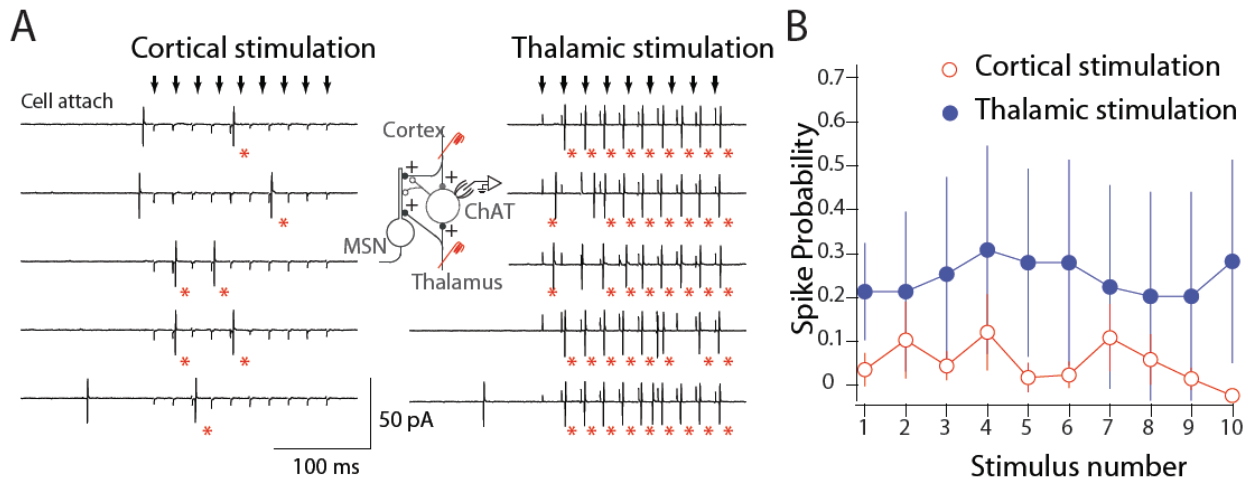 A
Cortical stimulation
Thalamic stimulation
Cell attach
Cortex
+
+
ChAT
+
MSN
+
Thalamus
* 
* * * * * * * *
*
* * * * * * *
* *
* * * * * * * *
* *
* * * * * * *
*
* * * * * * * *
50 pA
100 ms
B
Cortical stimulation
Thalamic stimulation
Spike Probability
0.7
0.6
0.5
0.4
0.3
0.2
0.1
0
1 2 3 4 5 6 7 8 9 10
Stimulus number